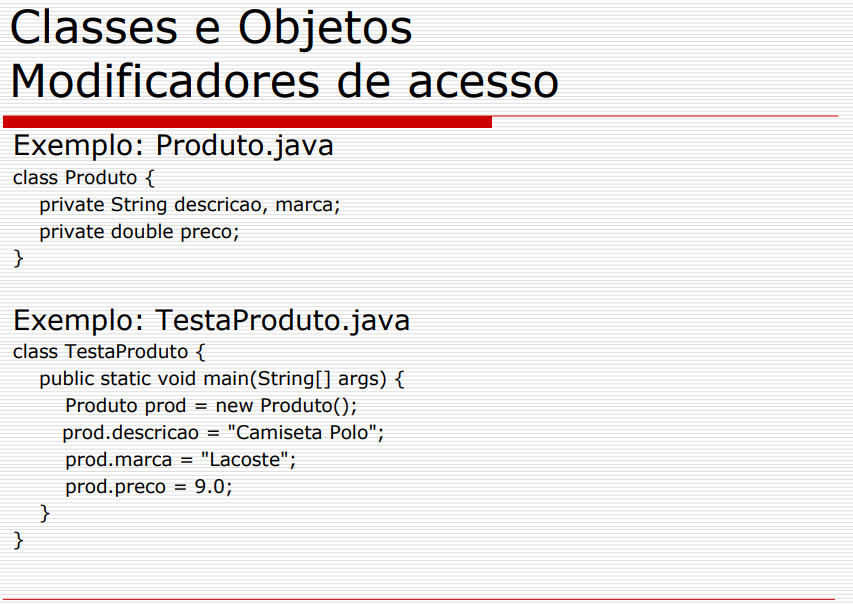 Classes e Objetos
Modificadores de acesso
Exemplo: Produto.java
class Produto {
private String descricao, marca;
private double preco;
}
Exemplo: TestaProduto.java
class TestaProduto {
public static void main(String[] args) {
Produto prod = new Produto();
prod.descricao = "Camiseta Polo";
prod.marca = "Lacoste";
prod.preco = 9.0;
}
}